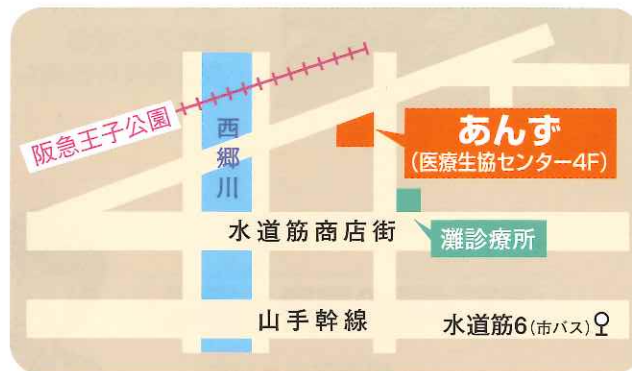 阪急王子公園
西郷川
あんず
(医療生協センター4F)
水道筋商店街
灘診療所
山手幹線
水道筋6(市バス)